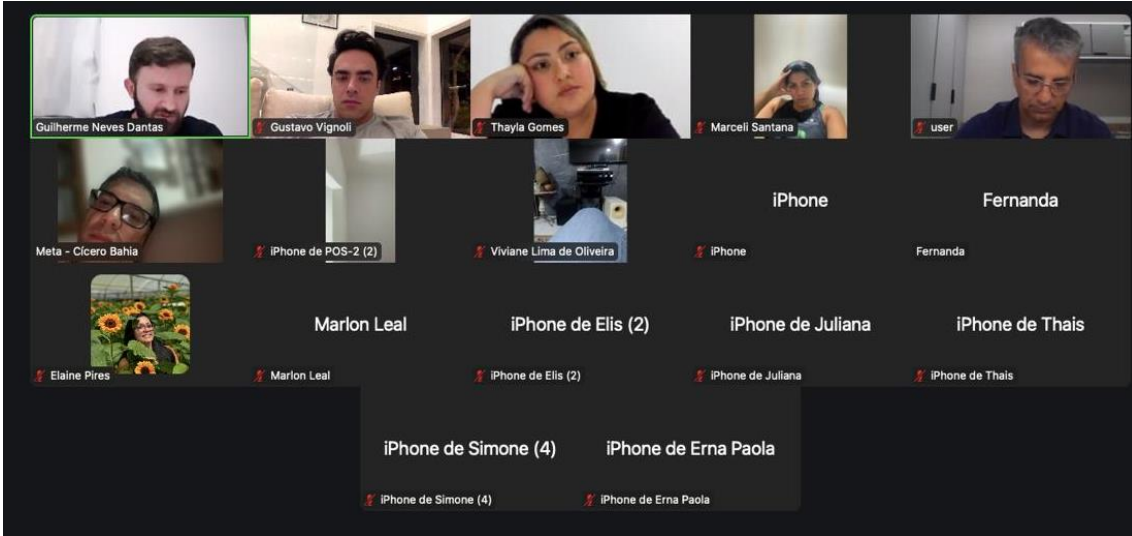 Guilherme Neves Dantas
Gustavo Vignoli
Thayla Gomes
Marceli Santana
user
Meta - Cícero Bahia
iPhone de POS-2 (2)
Viviane Lima de Oliveira
iPhone
iPhone
Fernanda
Fernanda
Elaine Pires
Marlon Leal
Marlon Leal
iPhone de Elis (2)
iPhone de Elis (2)
iPhone de Juliana
iPhone de Juliana
iPhone de Thais
iPhone de Thais
iPhone de Simone (4)
iPhone de Simone (4)
iPhone de Erna Paola
iPhone de Erna Paola